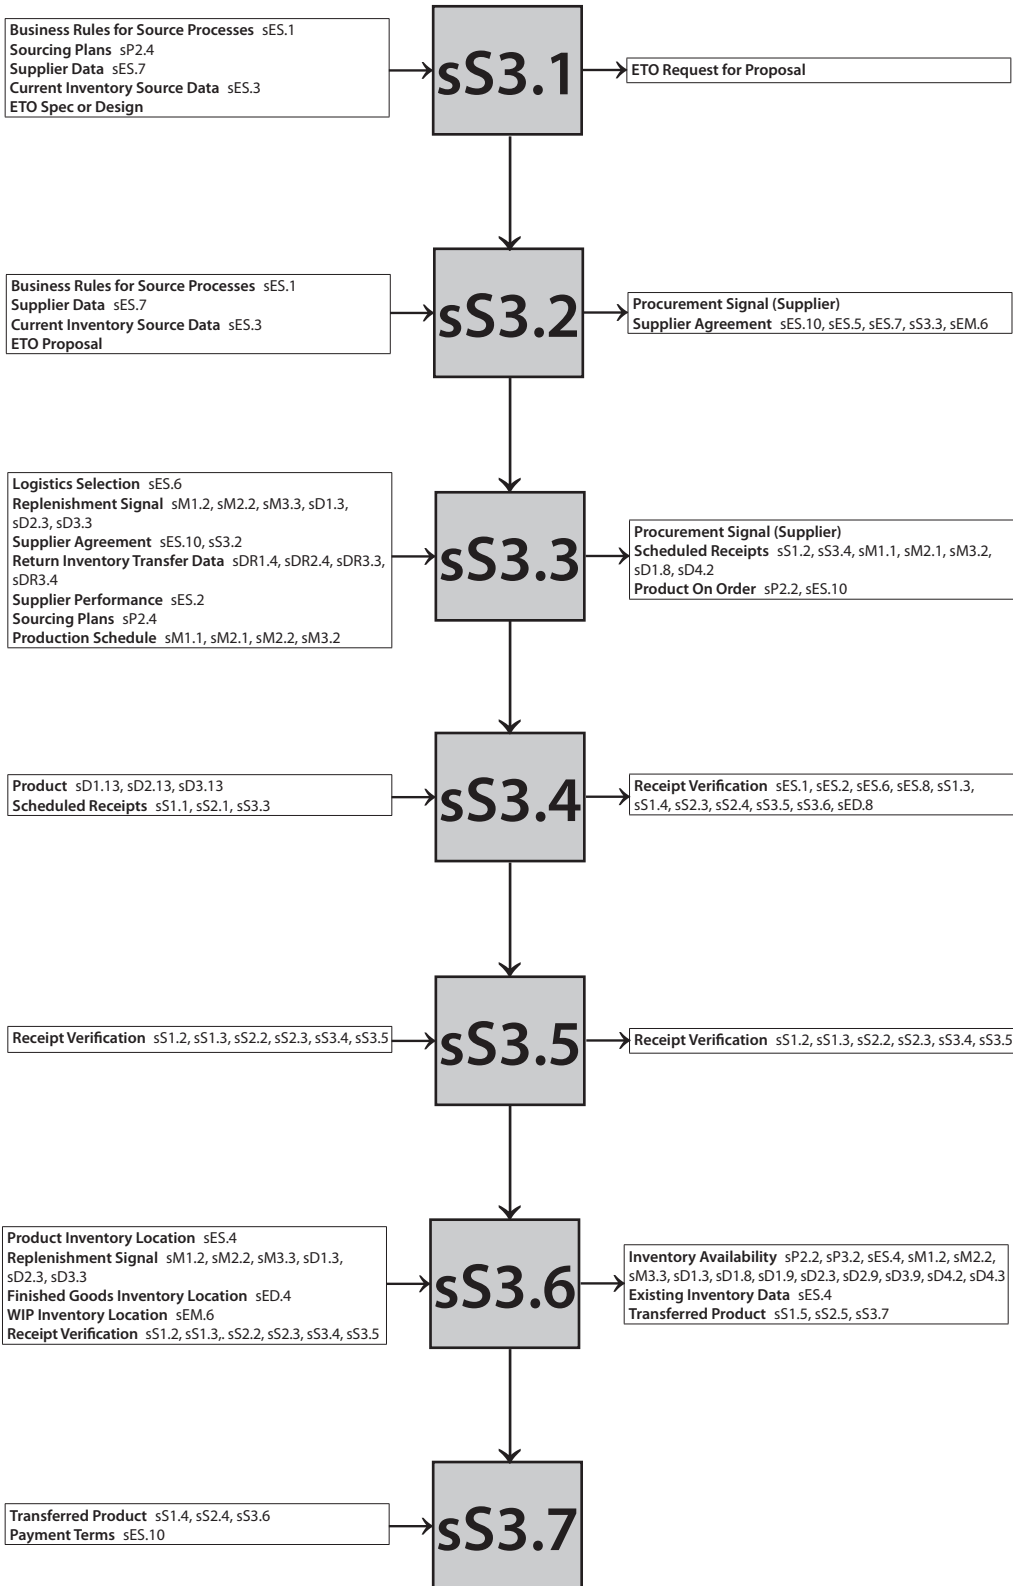 Business Rules for Source Processes sES.1
Sourcing Plans sP2.4
Supplier Data sES.7
Current Inventory Source Data sES.3
ETO Spec or Design
sS3.1
ETO Request for Proposal
Business Rules for Source Processes sES.1
Supplier Data sES.7
Current Inventory Source Data sES.3
ETO Proposal
sS3.2
Procurement Signal (Supplier)
Supplier Agreement sES.10, sES.5, sES.7, sS3.3, sEM.6
Logistics Selection sES.6
Replenishment Signal sM1.2, sM2.2, sM3.3, sD1.3,
sD2.3, sD3.3
Supplier Agreement sES.10, sS3.2
Return Inventory Transfer Data sDR1.4, sDR2.4, sDR3.3,
sDR3.4
Supplier Performance sES.2
Sourcing Plans sP2.4
Production Schedule sM1.1, sM2.1, sM2.2, sM3.2
sS3.3
Procurement Signal (Supplier)
Scheduled Receipts sS1.2, sS3.4, sM1.1, sM2.1, sM3.2,
sD1.8, sD4.2
Product On Order sP2.2, sES.10
Product sD1.13, sD2.13, sD3.13
Scheduled Receipts sS1.1, sS2.1, sS3.3
sS3.4
Receipt Verification sES.1, sES.2, sES.6, sES.8, sS1.3,
sS1.4, sS2.3, sS2.4, sS3.5, sS3.6, sED.8
Receipt Verification sS1.2, sS1.3, sS2.2, sS2.3, sS3.4, sS3.5
sS3.5
Receipt Verification sS1.2, sS1.3, sS2.2, sS2.3, sS3.4, sS3.5
Product Inventory Location sES.4
Replenishment Signal sM1.2, sM2.2, sM3.3, sD1.3,
sD2.3, sD3.3
Finished Goods Inventory Location sED.4
WIP Inventory Location sEM.6
Receipt Verification sS1.2, sS1.3,. sS2.2, sS2.3, sS3.4, sS3.5
sS3.6
Inventory Availability sP2.2, sP3.2, sES.4, sM1.2, sM2.2,
sM3.3, sD1.3, sD1.8, sD1.9, sD2.3, sD2.9, sD3.9, sD4.2, sD4.3
Existing Inventory Data sES.4
Transferred Product sS1.5, sS2.5, sS3.7
Transferred Product sS1.4, sS2.4, sS3.6
Payment Terms sES.10
sS3.7